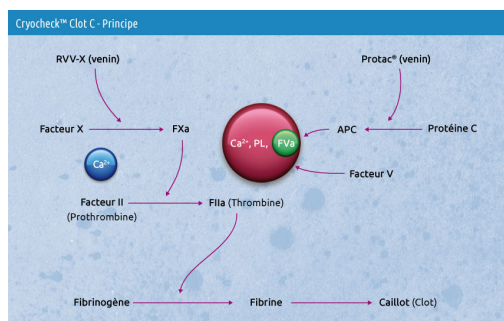 Cryocheck™ Clot C - Principe
RVV-X (venin)
Protac® (venin)
Facteur X
FXa
Ca²⁺, PL,
FVa
APC
Protéine C
Ca²⁺
Facteur V
Facteur II
(Prothrombine)
FIIa (Thrombine)
Fibrinogène
Fibrine
Caillot (Clot)